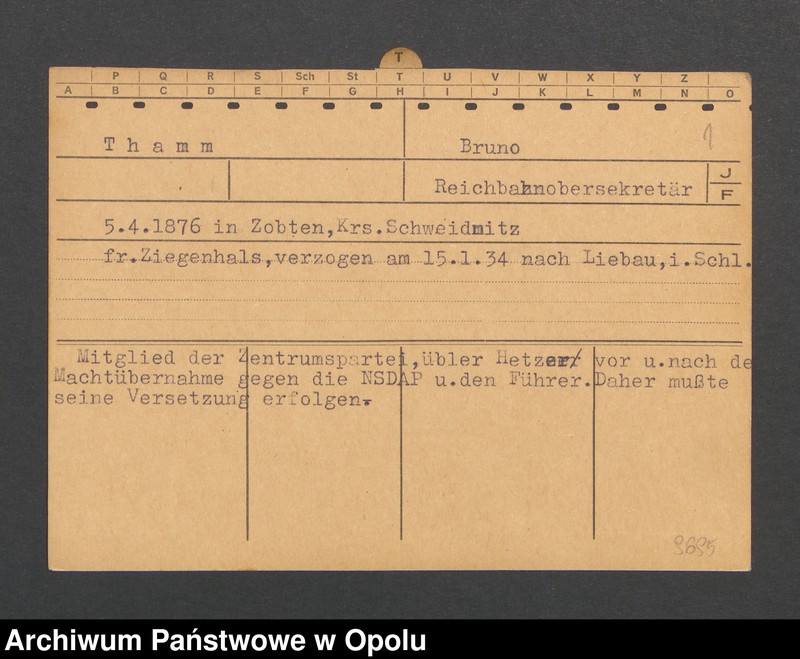 T
P Q R S Sch St T U V W X Y Z
A B C D E F G H I J K L M N O
Thamm Bruno 1
Reichbahnobersekretär J
F
5.4.1876 in Zobten,Krs.Schweidnitz
fr.Ziegenhals,verzogen am 15.1.34 nach Liebau,i.Schl.
Mitglied der Zentrumspartei,übler Hetzer vor u.nach de
Machtübernahme gegen die NSDAP u.den Führer.Daher mußte
seine Versetzung erfolgen.
Archiwum Państwowe w Opolu